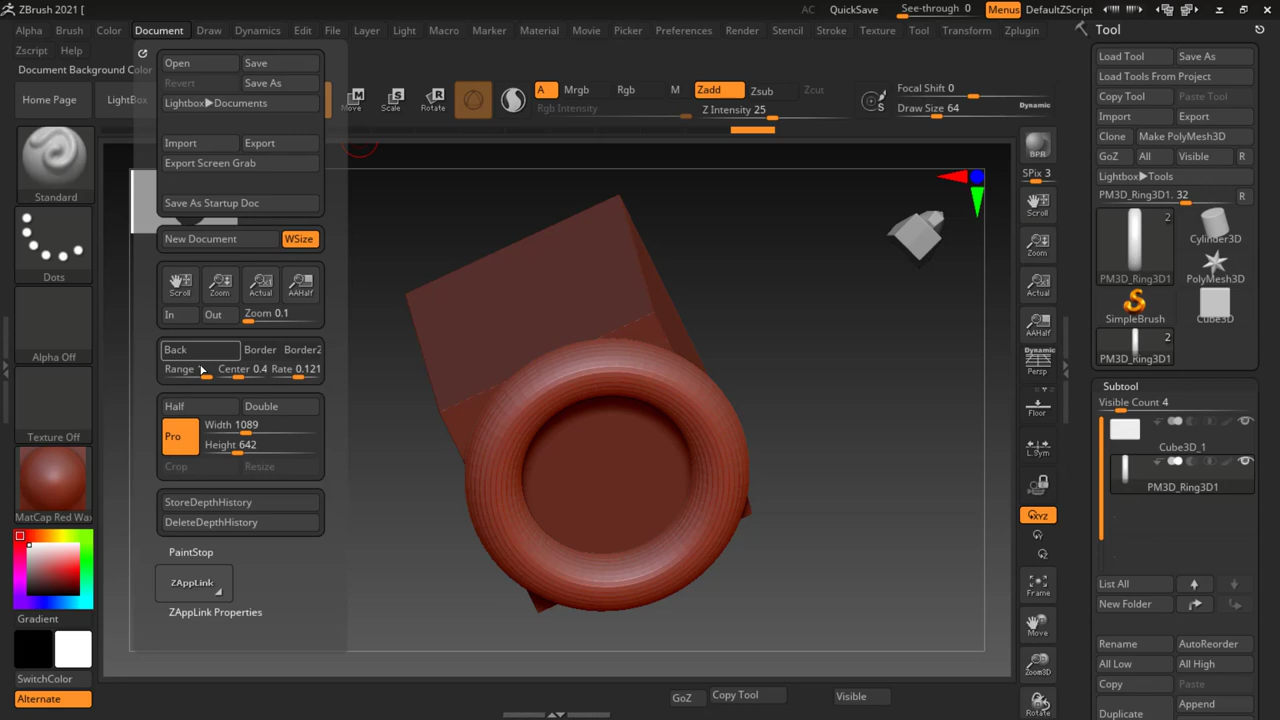 ZBrush 2021 [
AC QuickSave See-through 0 Menus DefaultZScript
Alpha Brush Color Document Draw Dynamics Edit File Layer Light Macro Marker Material Movie Picker Preferences Render Stencil Stroke Texture Tool Transform Zplugin
Zscript Help
Document Background Color
Home Page
LightBox
Move
Scale
Rotate
A Mrgb Rgb M
Rgb Intensity
Zadd Zsub Zcut
Z Intensity 25
S
Focal Shift 0
Draw Size 64
Dynamic
Standard
Dots
Alpha Off
Texture Off
MatCap Red Wax
Gradient
SwitchColor
Alternate
Open Save
Revert Save As
Lightbox▶Documents
Import Export
Export Screen Grab
Save As Startup Doc
New Document WSize
Scroll Zoom Actual AAHalf
In Out Zoom 0.1
Back Border Border2
Range Center 0.4 Rate 0.121
Half Double
Pro
Width 1089
Height 642
Crop Resize
StoreDepthHistory
DeleteDepthHistory
PaintStop
ZAppLink
ZAppLink Properties
GoZ Copy Tool Visible
BPR
SPix 3
Scroll
Zoom
Actual
AAHalf
Dynamic
Persp
Floor
L.Sym
XYZ
Y
Z
Frame
Move
Zoom3D
Rotate
Tool
Load Tool Save As
Load Tools From Project
Copy Tool Paste Tool
Import Export
Clone Make PolyMesh3D
GoZ All Visible R
Lightbox▶Tools
PM3D_Ring3D1. 32 R
2
PM3D_Ring3D1
Cylinder3D
PolyMesh3D
SimpleBrush
Cube3D
2
PM3D_Ring3D1
Subtool
Visible Count 4
Cube3D_1
PM3D_Ring3D1
List All
New Folder
Rename AutoReorder
All Low All High
Copy Paste
Duplicate Append